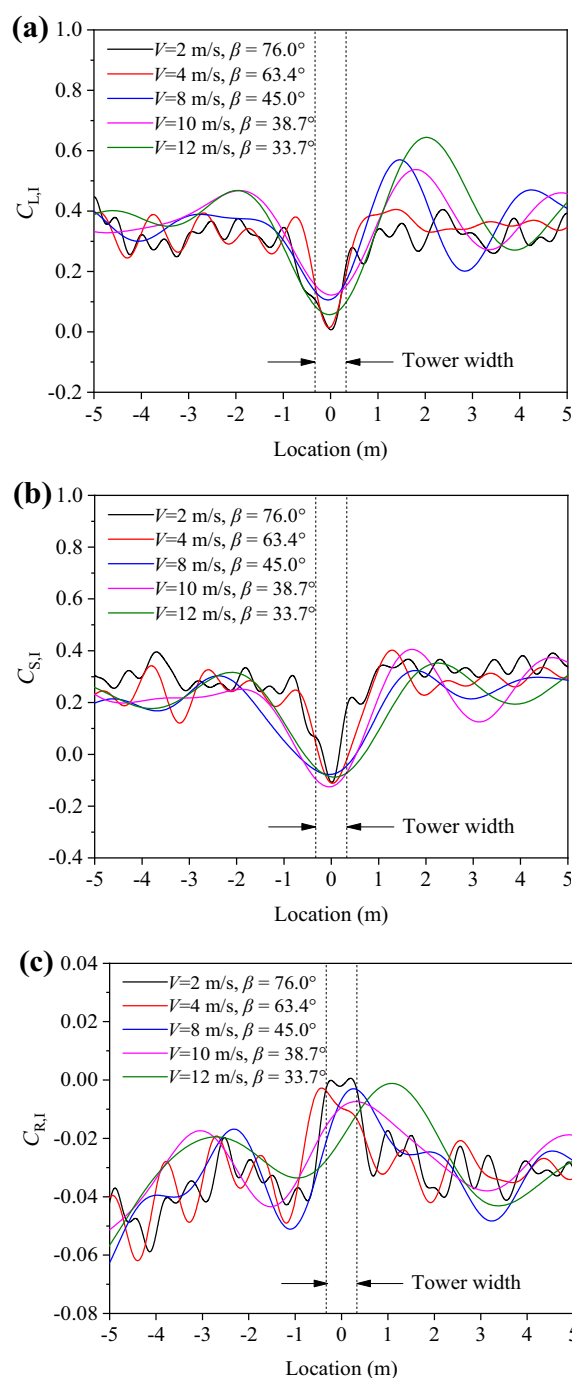 (a)
1.0
V=2 m/s, β = 76.0°
V=4 m/s, β = 63.4°
0.8
V=8 m/s, β = 45.0°
V=10 m/s, β = 38.7°
0.6
V=12 m/s, β = 33.7°
C_L,I
0.4
0.2
0.0
Tower width
-0.2
-5 -4 -3 -2 -1 0 1 2 3 4 5
Location (m)
(b)
1.0
V=2 m/s, β = 76.0°
V=4 m/s, β = 63.4°
0.8
V=8 m/s, β = 45.0°
V=10 m/s, β = 38.7°
0.6
V=12 m/s, β = 33.7°
C_S,I
0.4
0.2
0.0
-0.2
Tower width
-0.4
-5 -4 -3 -2 -1 0 1 2 3 4 5
Location (m)
(c)
0.04
V=2 m/s, β = 76.0°
V=4 m/s, β = 63.4°
0.02
V=8 m/s, β = 45.0°
V=10 m/s, β = 38.7°
V=12 m/s, β = 33.7°
0.00
C_R,I
-0.02
-0.04
-0.06
Tower width
-0.08
-5 -4 -3 -2 -1 0 1 2 3 4 5
Location (m)